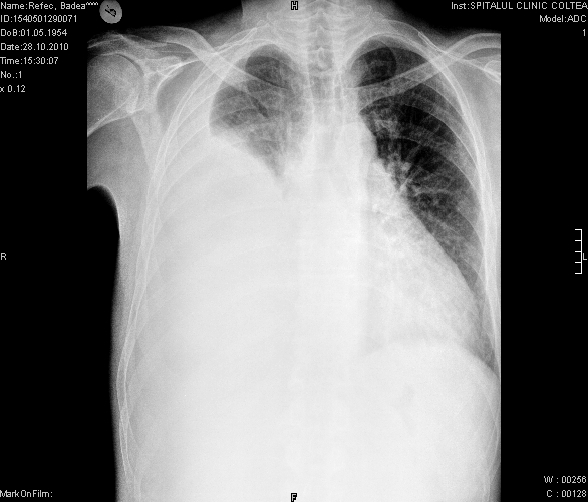 Name:Refec, Badea^^^^
ID:1540501290071
DoB:01.05.1954
Date:28.10.2010
Time:15:30:07
No.:1
x 0.12
H
Inst:SPITALUL CLINIC COLTEA
Model:ADC
1
R
L
MarkOnFilm:
F
W : 00256
C : 00128